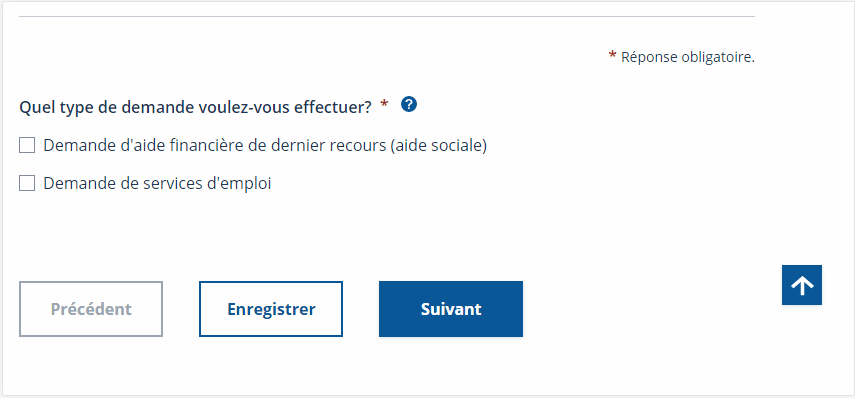 * Réponse obligatoire.
Quel type de demande voulez-vous effectuer? * ?
Demande d'aide financière de dernier recours (aide sociale)
Demande de services d'emploi
Précédent Enregistrer Suivant